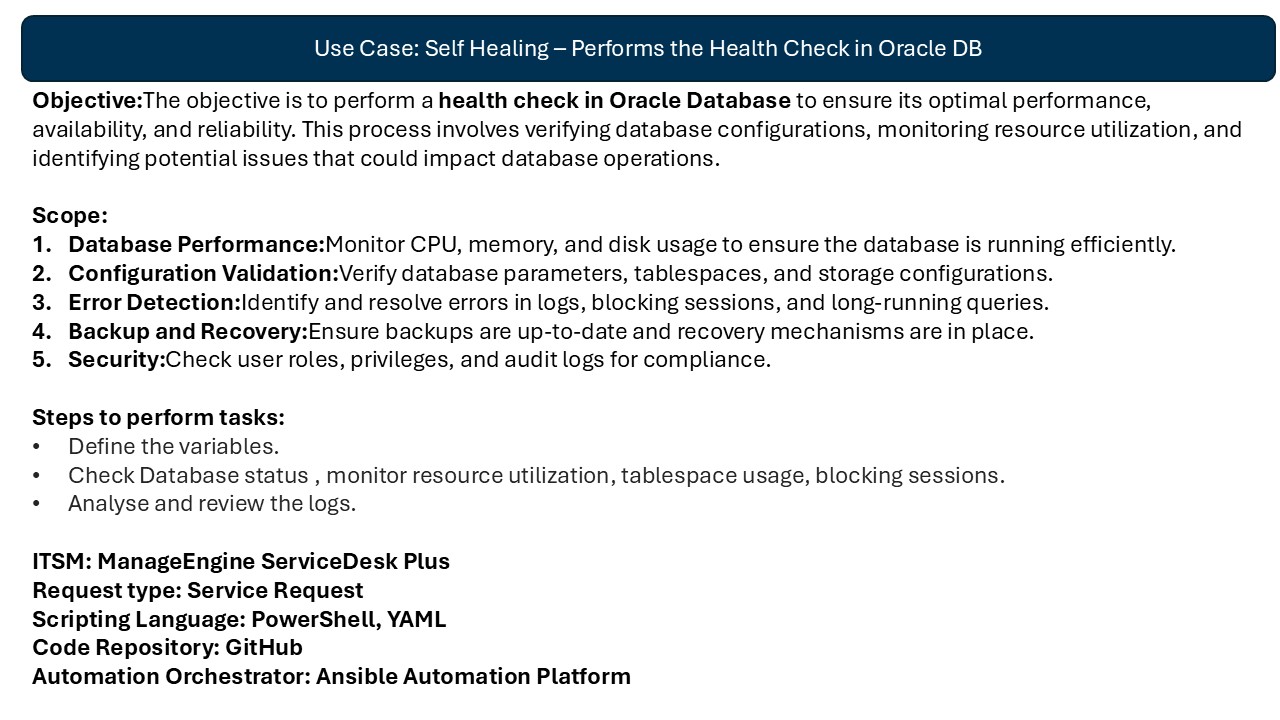 Use Case: Self Healing – Performs the Health Check in Oracle DB
Objective:The objective is to perform a health check in Oracle Database to ensure its optimal performance,
availability, and reliability. This process involves verifying database configurations, monitoring resource utilization, and
identifying potential issues that could impact database operations.
Scope:
1. Database Performance:Monitor CPU, memory, and disk usage to ensure the database is running efficiently.
2. Configuration Validation:Verify database parameters, tablespaces, and storage configurations.
3. Error Detection:Identify and resolve errors in logs, blocking sessions, and long-running queries.
4. Backup and Recovery:Ensure backups are up-to-date and recovery mechanisms are in place.
5. Security:Check user roles, privileges, and audit logs for compliance.
Steps to perform tasks:
• Define the variables.
• Check Database status , monitor resource utilization, tablespace usage, blocking sessions.
• Analyse and review the logs.
ITSM: ManageEngine ServiceDesk Plus
Request type: Service Request
Scripting Language: PowerShell, YAML
Code Repository: GitHub
Automation Orchestrator: Ansible Automation Platform